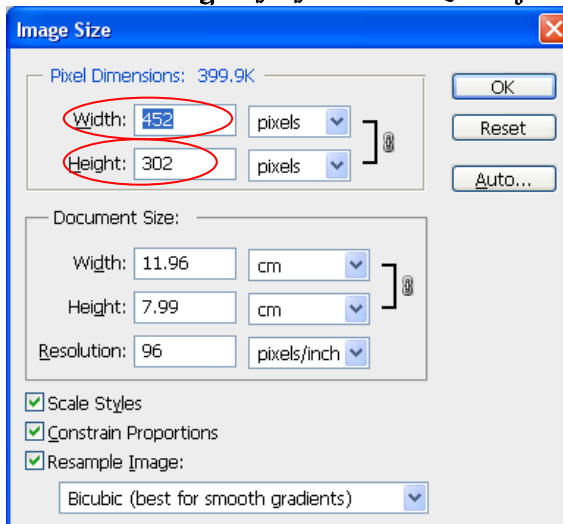 Image Size
Pixel Dimensions: 399.9K
Width: 452 pixels
Height: 302 pixels
OK
Reset
Auto...
Document Size:
Width: 11.96 cm
Height: 7.99 cm
Resolution: 96 pixels/inch
Scale Styles
Constrain Proportions
Resample Image:
Bicubic (best for smooth gradients)